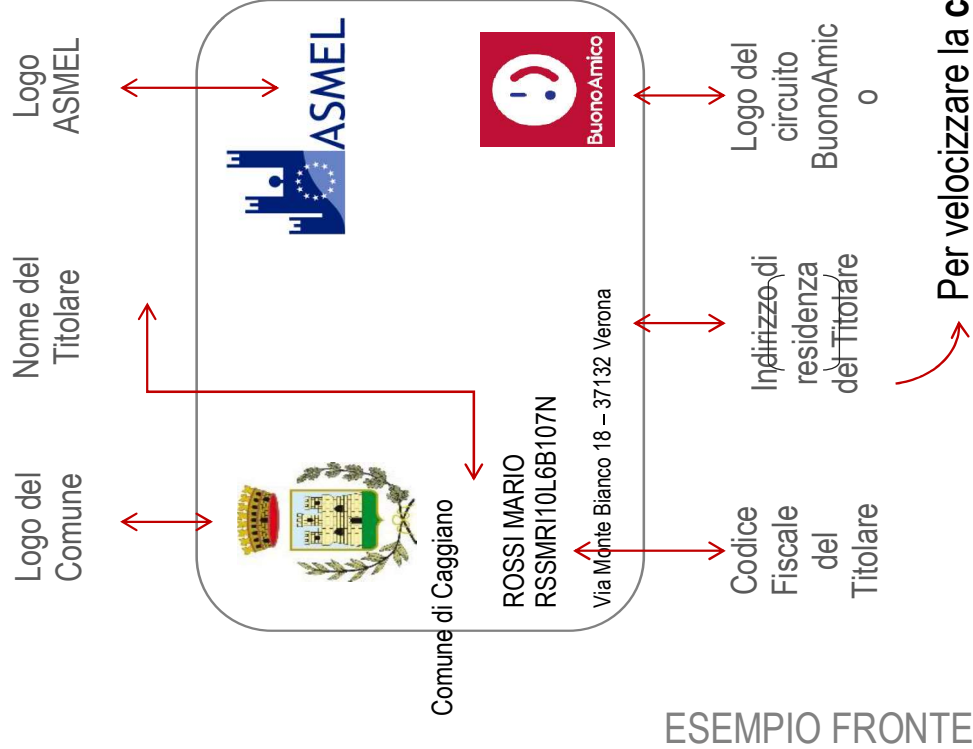 Logo del
Comune
Nome del
Titolare
Logo
ASMEL
ASMEL
Comune di Caggiano
ROSSI MARIO
RSSMRI10L6B107N
Via Monte Bianco 18 – 37132 Verona
BuonoAmico
Codice
Fiscale
del
Titolare
Indirizzo di
residenza
del Titolare
Logo del
circuito
BuonoAmic
o
Per velocizzare la c
ESEMPIO FRONTE